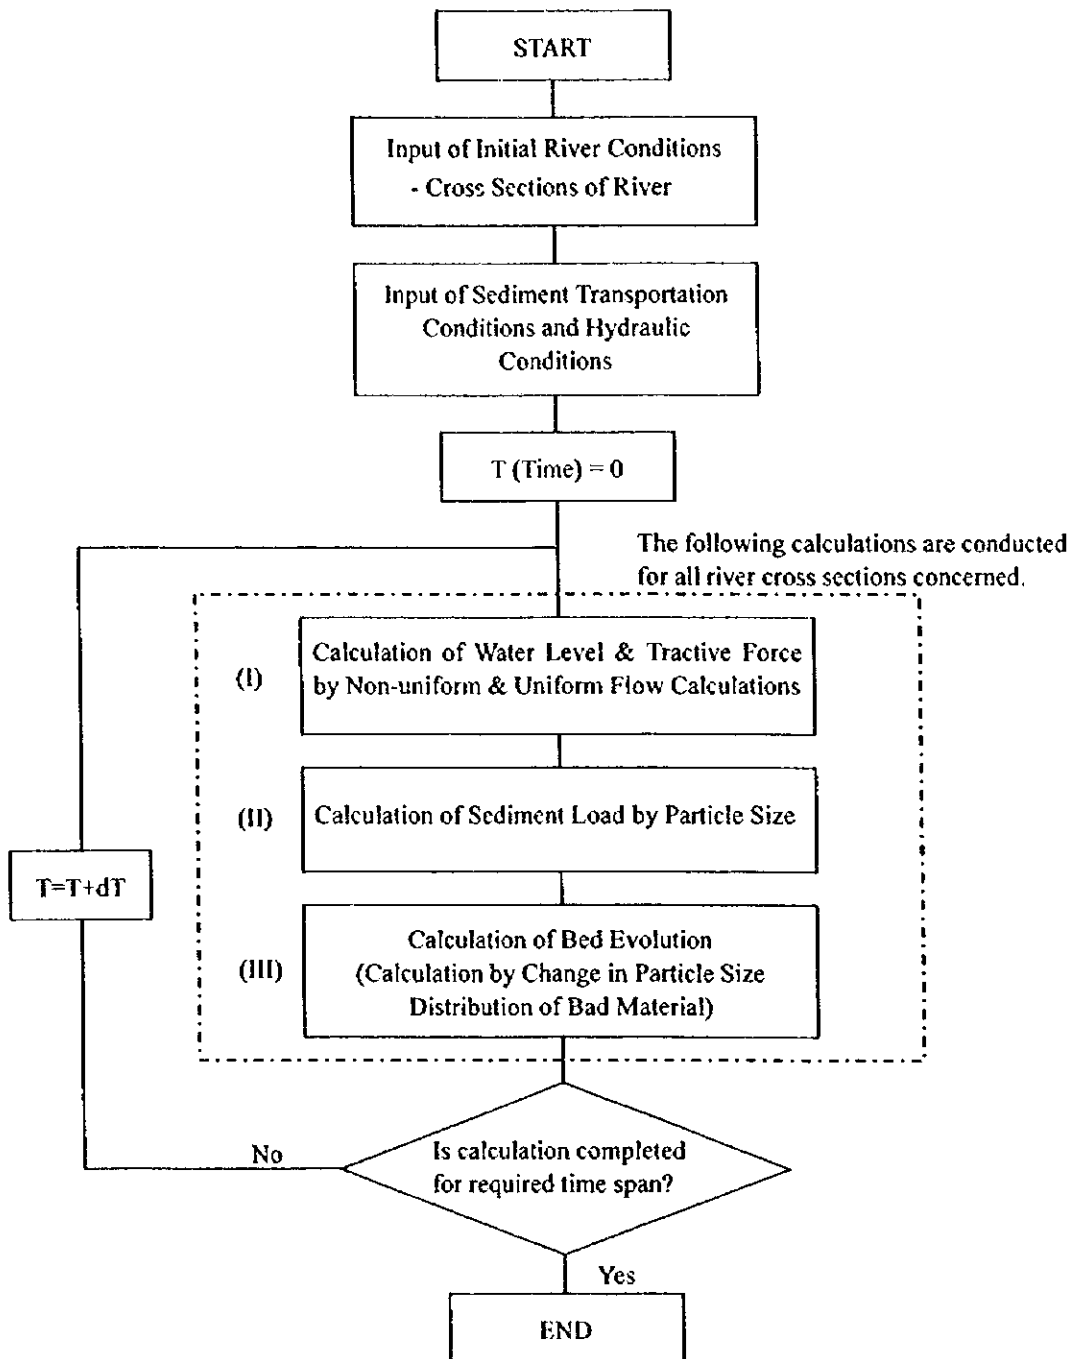 START
Input of Initial River Conditions
- Cross Sections of River
Input of Sediment Transportation
Conditions and Hydraulic
Conditions
T (Time) = 0
The following calculations are conducted
for all river cross sections concerned.
(I)
Calculation of Water Level & Tractive Force
by Non-uniform & Uniform Flow Calculations
(II)
Calculation of Sediment Load by Particle Size
T=T+dT
(III)
Calculation of Bed Evolution
(Calculation by Change in Particle Size
Distribution of Bad Material)
No
Is calculation completed
for required time span?
Yes
END